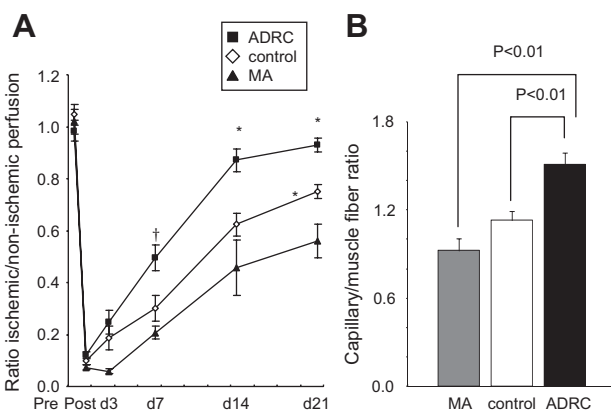 A
ADRC
control
MA
Ratio ischemic/non-ischemic perfusion
1.2
1.0
0.8
0.6
0.4
0.2
0.0
*
*
*
†
Pre Post d3 d7 d14 d21
B
P<0.01
P<0.01
Capillary/muscle fiber ratio
1.8
1.2
0.6
0
MA control ADRC